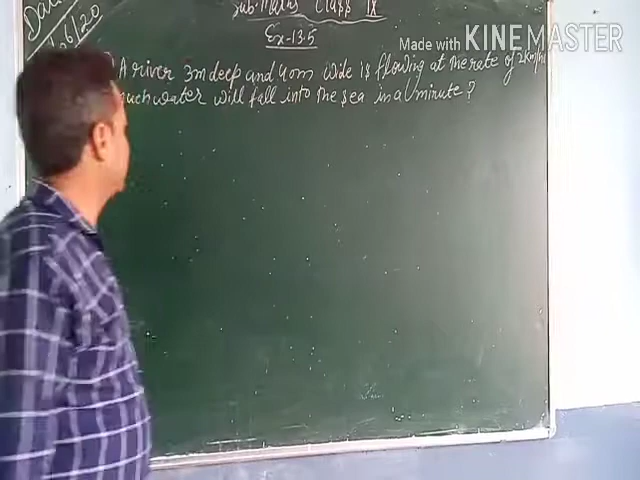 Sub-Maths Class IX
Ex-13.5
Made with KINEMASTER
A river 3m deep and 40m wide is flowing at the rate of 2Km/h
much water will fall into the sea in a minute?